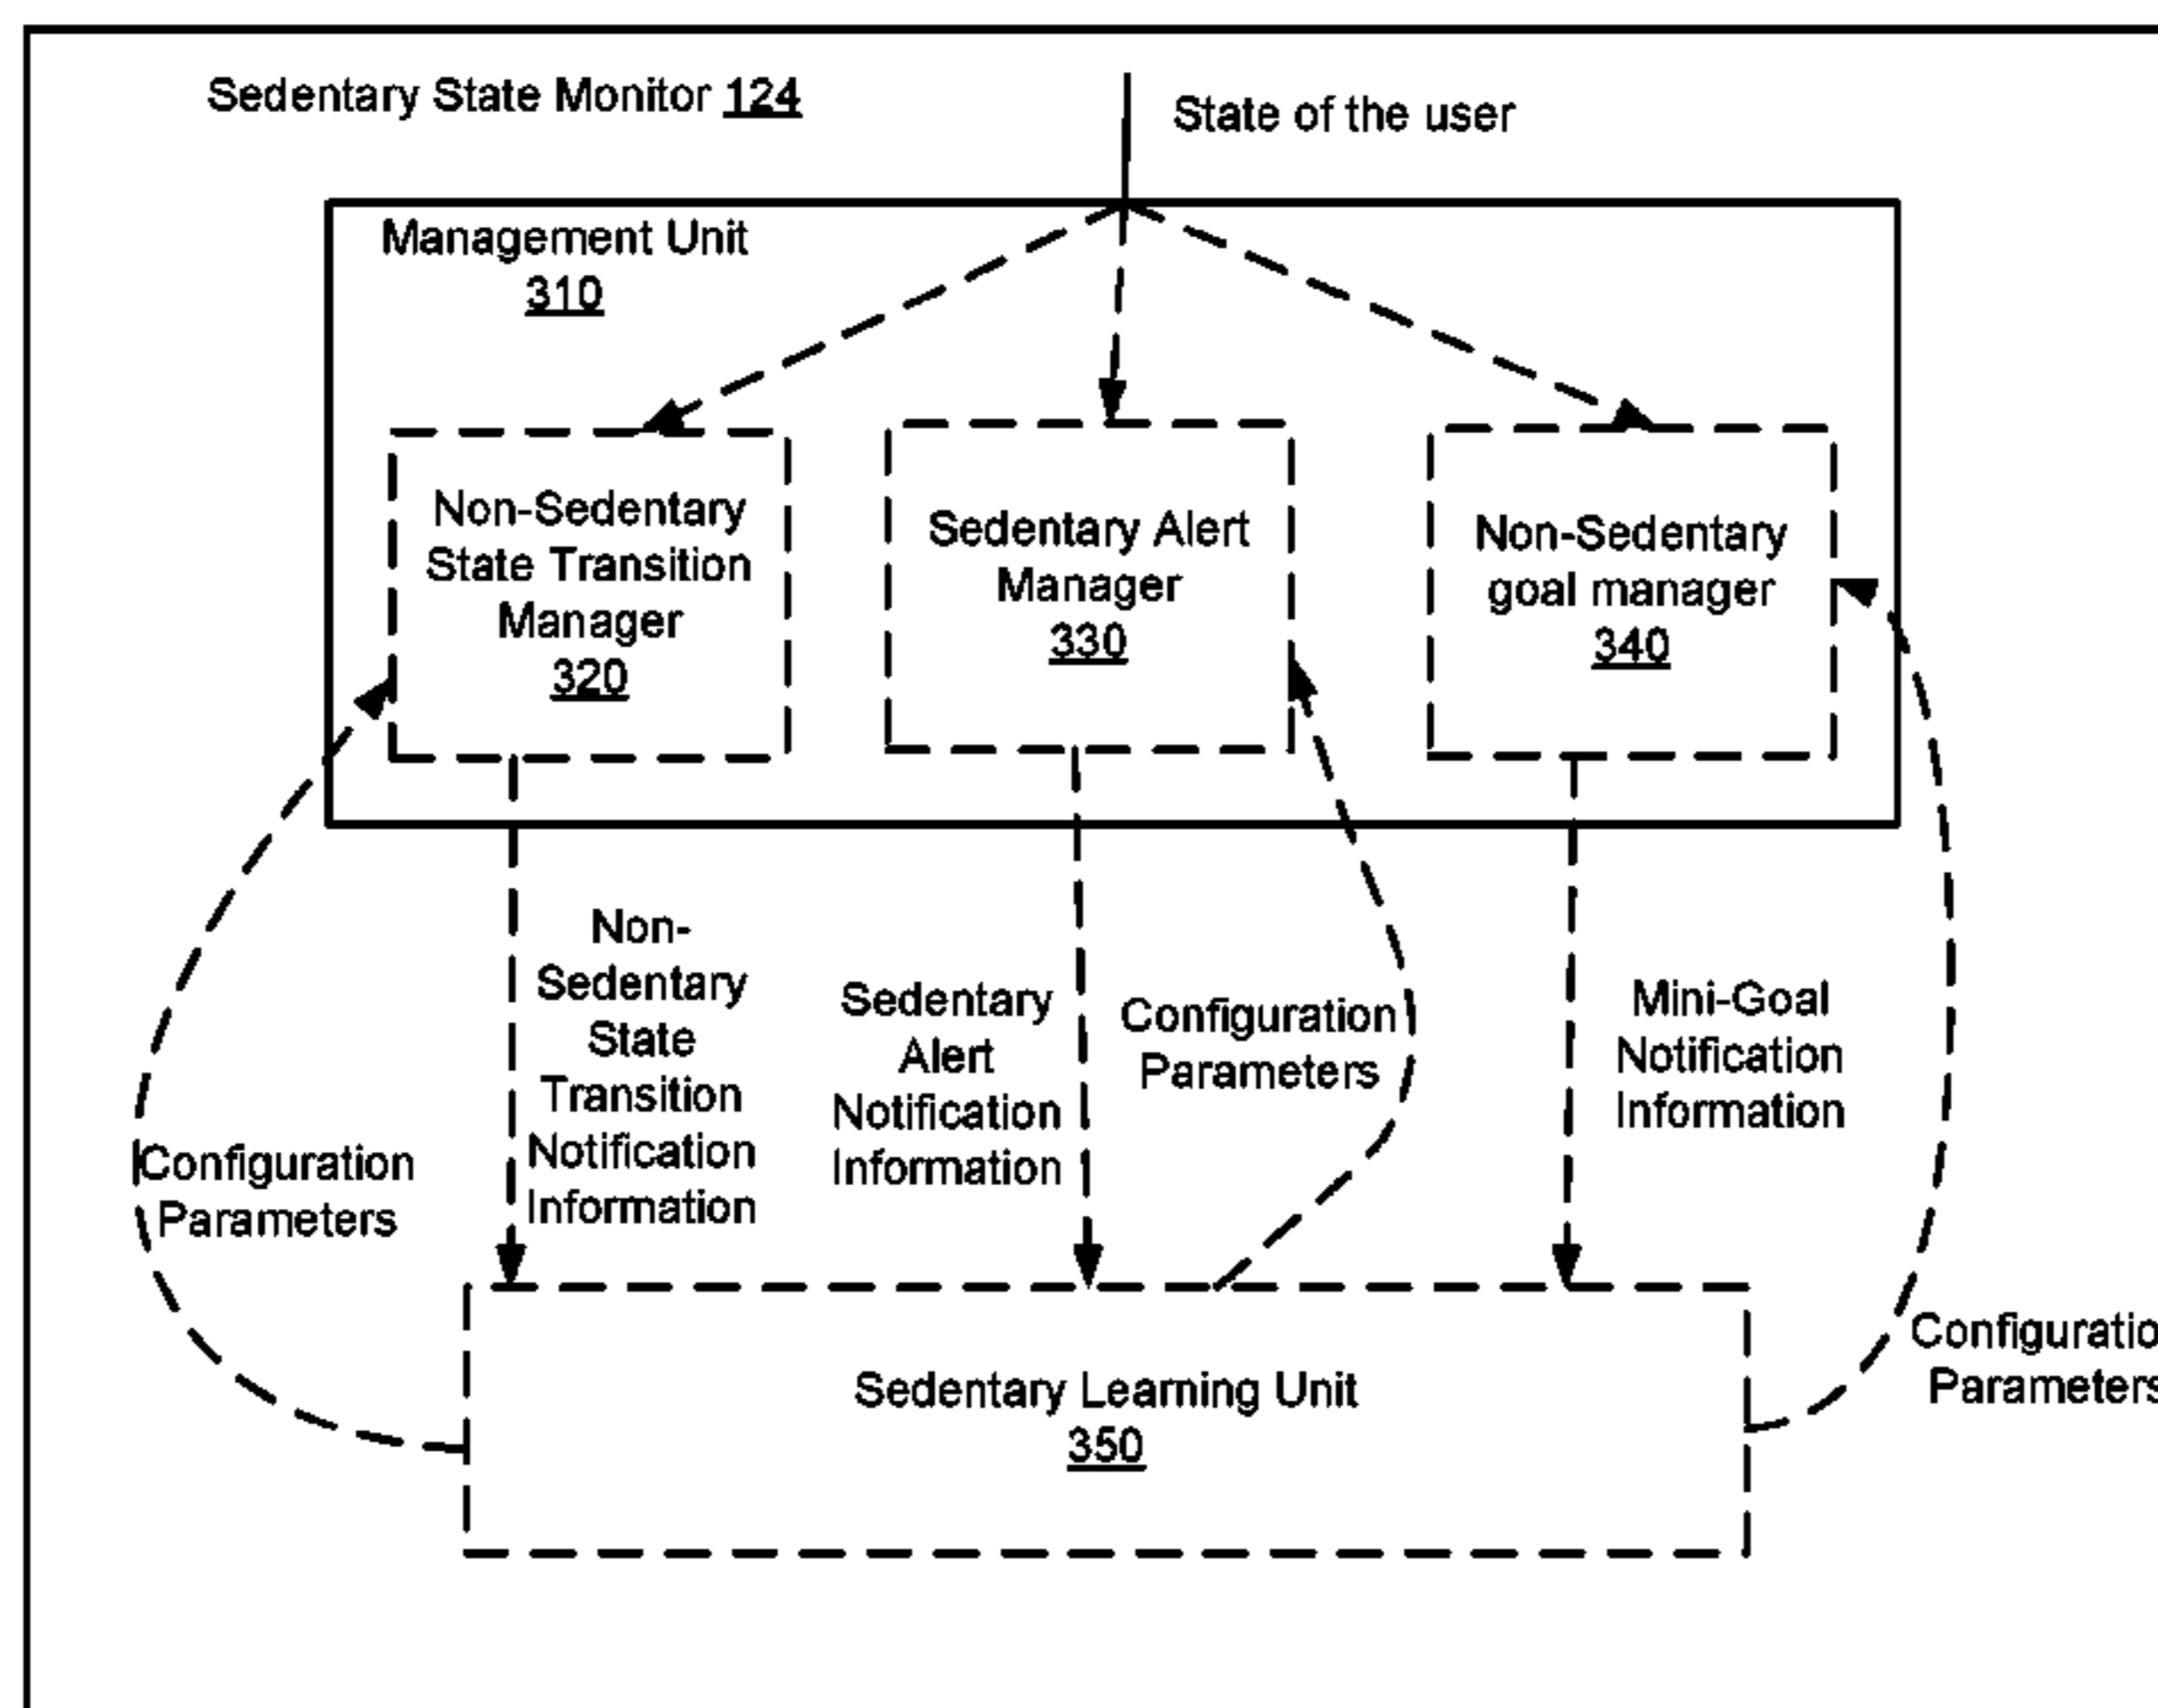 Sedentary State Monitor 124
State of the user
Management Unit
310
Non-Sedentary
State Transition
Manager
320
Sedentary Alert
Manager
330
Non-Sedentary
goal manager
340
Non-
Sedentary
State
Transition
Notification
Information
Sedentary
Alert
Notification
Information
Configuration
Parameters
Mini-Goal
Notification
Information
Configuration
Parameters
Configuratio
Parameters
Sedentary Learning Unit
350